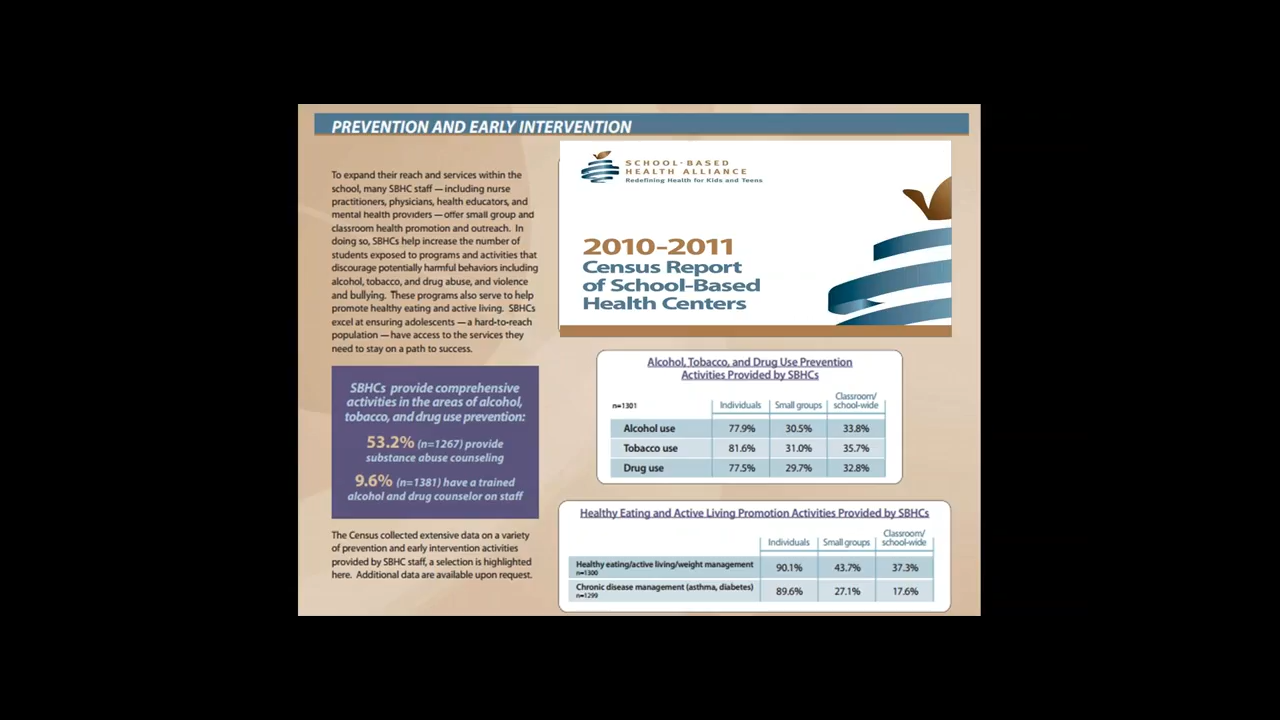 PREVENTION AND EARLY INTERVENTION
To expand their reach and services within the
school, many SBHC staff — including nurse
practitioners, physicians, health educators, and
mental health providers — offer small group and
classroom health promotion and outreach. In
doing so, SBHCs help increase the number of
students exposed to programs and activities that
discourage potentially harmful behaviors including
alcohol, tobacco, and drug abuse, and violence
and bullying. These programs also serve to help
promote healthy eating and active living. SBHCs
excel at ensuring adolescents — a hard-to-reach
population — have access to the services they
need to stay on a path to success.
SBHCs provide comprehensive
activities in the areas of alcohol,
tobacco, and drug use prevention:
53.2% (n=1267) provide
substance abuse counseling
9.6% (n=1381) have a trained
alcohol and drug counselor on staff
The Census collected extensive data on a variety
of prevention and early intervention activities
provided by SBHC staff, a selection is highlighted
here. Additional data are available upon request.
SCHOOL-BASED
HEALTH ALLIANCE
Redefining Health for Kids and Teens
2010-2011
Census Report
of School-Based
Health Centers
Alcohol, Tobacco, and Drug Use Prevention
Activities Provided by SBHCs
n=1301 Individuals Small groups Classroom/
school-wide
Alcohol use 77.9% 30.5% 33.8%
Tobacco use 81.6% 31.0% 35.7%
Drug use 77.5% 29.7% 32.8%
Healthy Eating and Active Living Promotion Activities Provided by SBHCs
Individuals Small groups Classroom/
school-wide
Healthy eating/active living/weight management 90.1% 43.7% 37.3%
n=1300
Chronic disease management (asthma, diabetes) 89.6% 27.1% 17.6%
n=1299